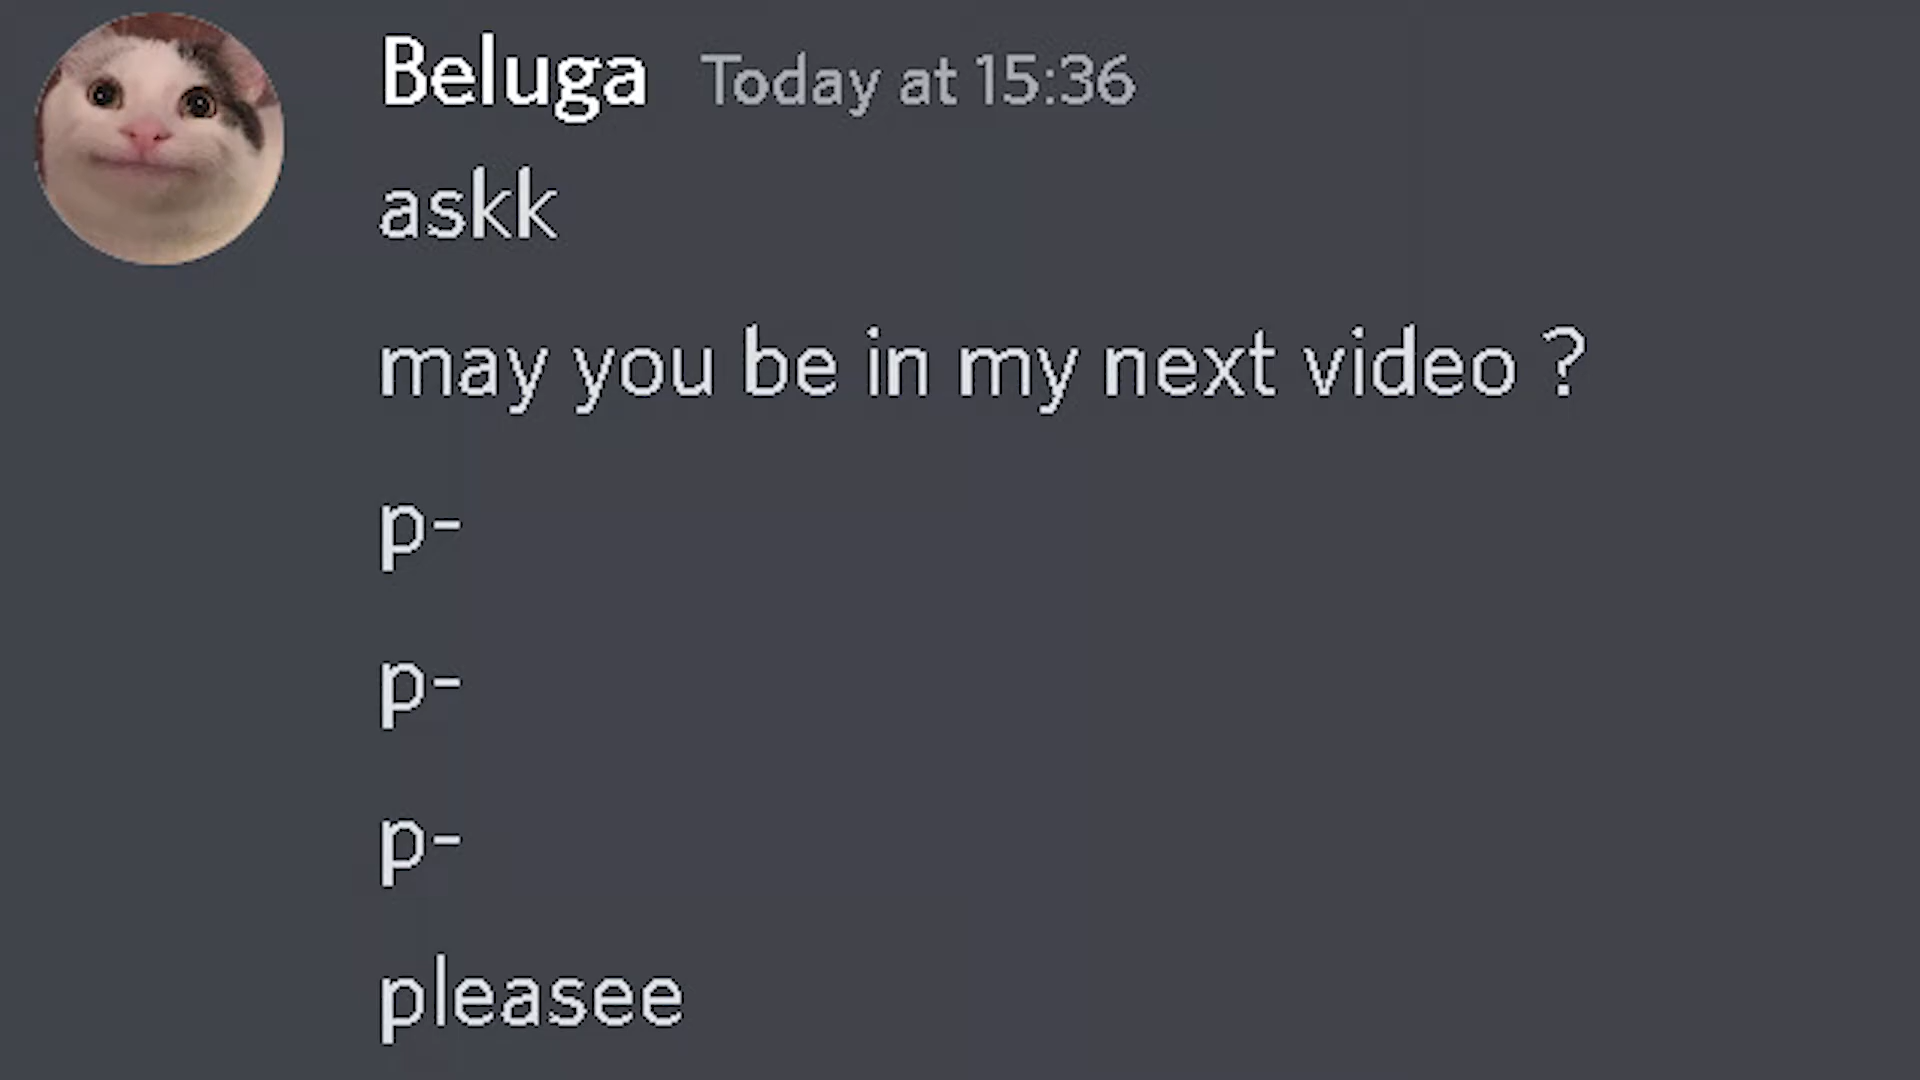 Beluga Today at 15:36
askk
may you be in my next video ?
p-
p-
p-
pleasee